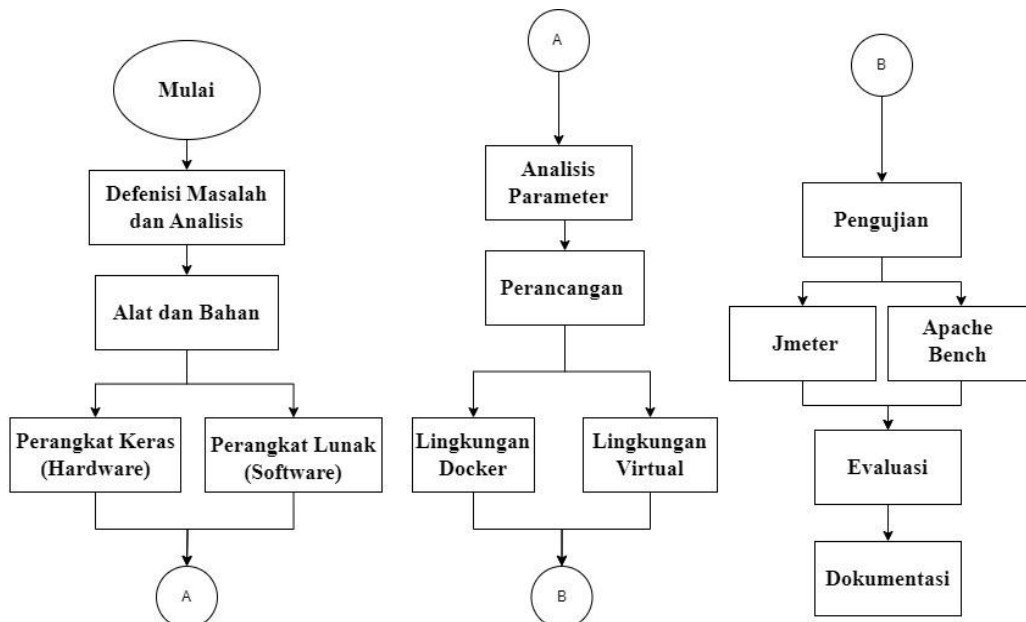 Mulai
Defenisi Masalah
dan Analisis
Alat dan Bahan
Perangkat Keras
(Hardware)
Perangkat Lunak
(Software)
A
A
Analisis
Parameter
Perancangan
Lingkungan
Docker
Lingkungan
Virtual
B
B
Pengujian
Jmeter
Apache
Bench
Evaluasi
Dokumentasi